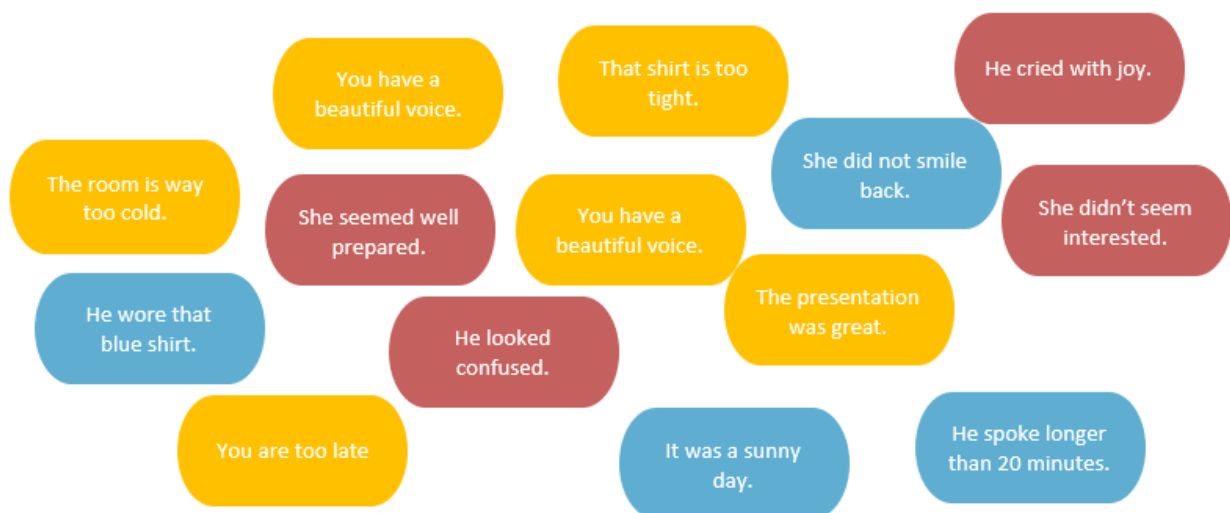 He cried with joy.
You have a
beautiful voice.
That shirt is too
tight.
She did not smile
back.
The room is way
too cold.
She seemed well
prepared.
You have a
beautiful voice.
She didn’t seem
interested.
He wore that
blue shirt.
The presentation
was great.
He looked
confused.
You are too late
It was a sunny
day.
He spoke longer
than 20 minutes.